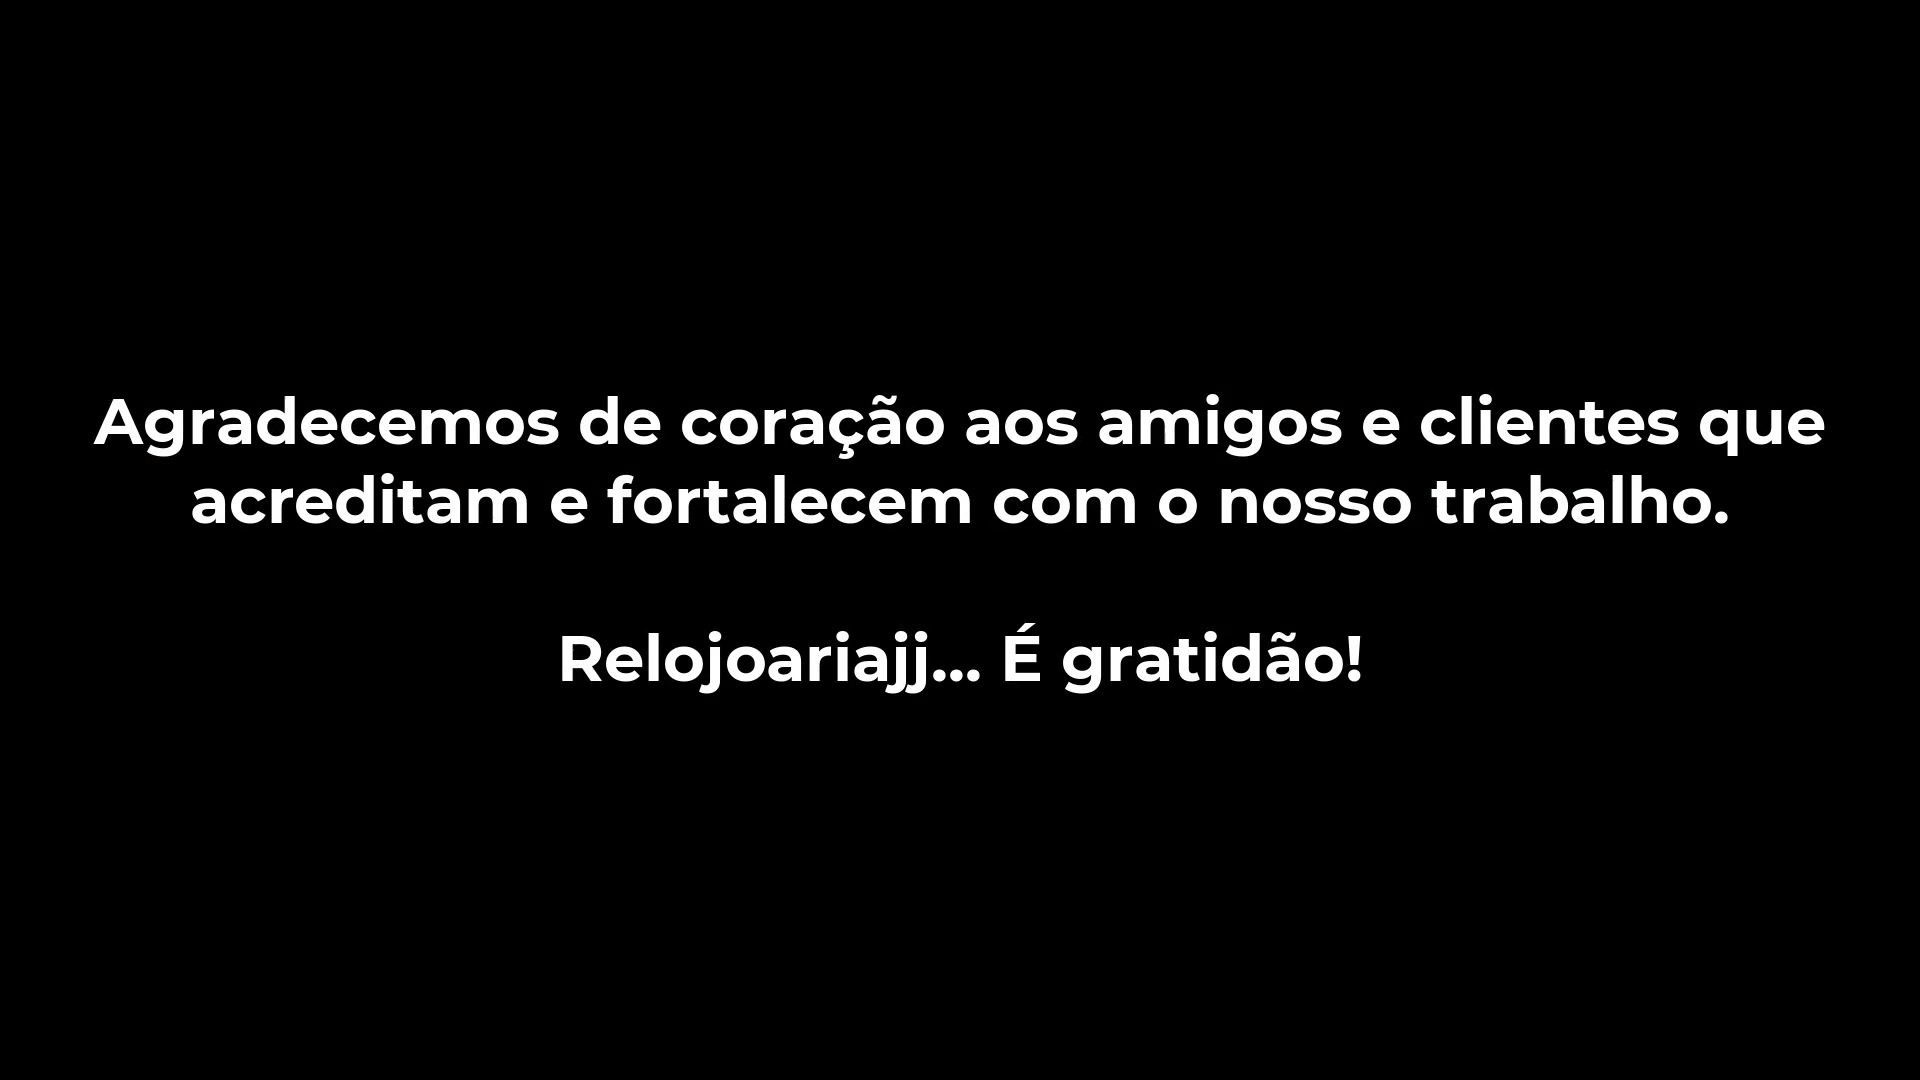 Agradecemos de coração aos amigos e clientes que
acreditam e fortalecem com o nosso trabalho.
Relojoariajj... É gratidão!